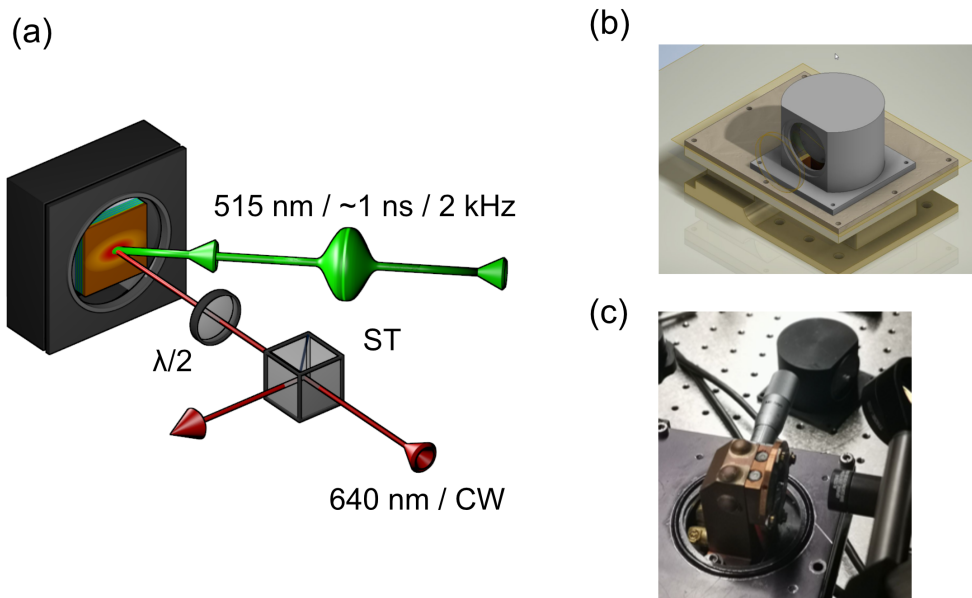 (a)
(b)
515 nm / ~1 ns / 2 kHz
(c)
ST
λ/2
640 nm / CW